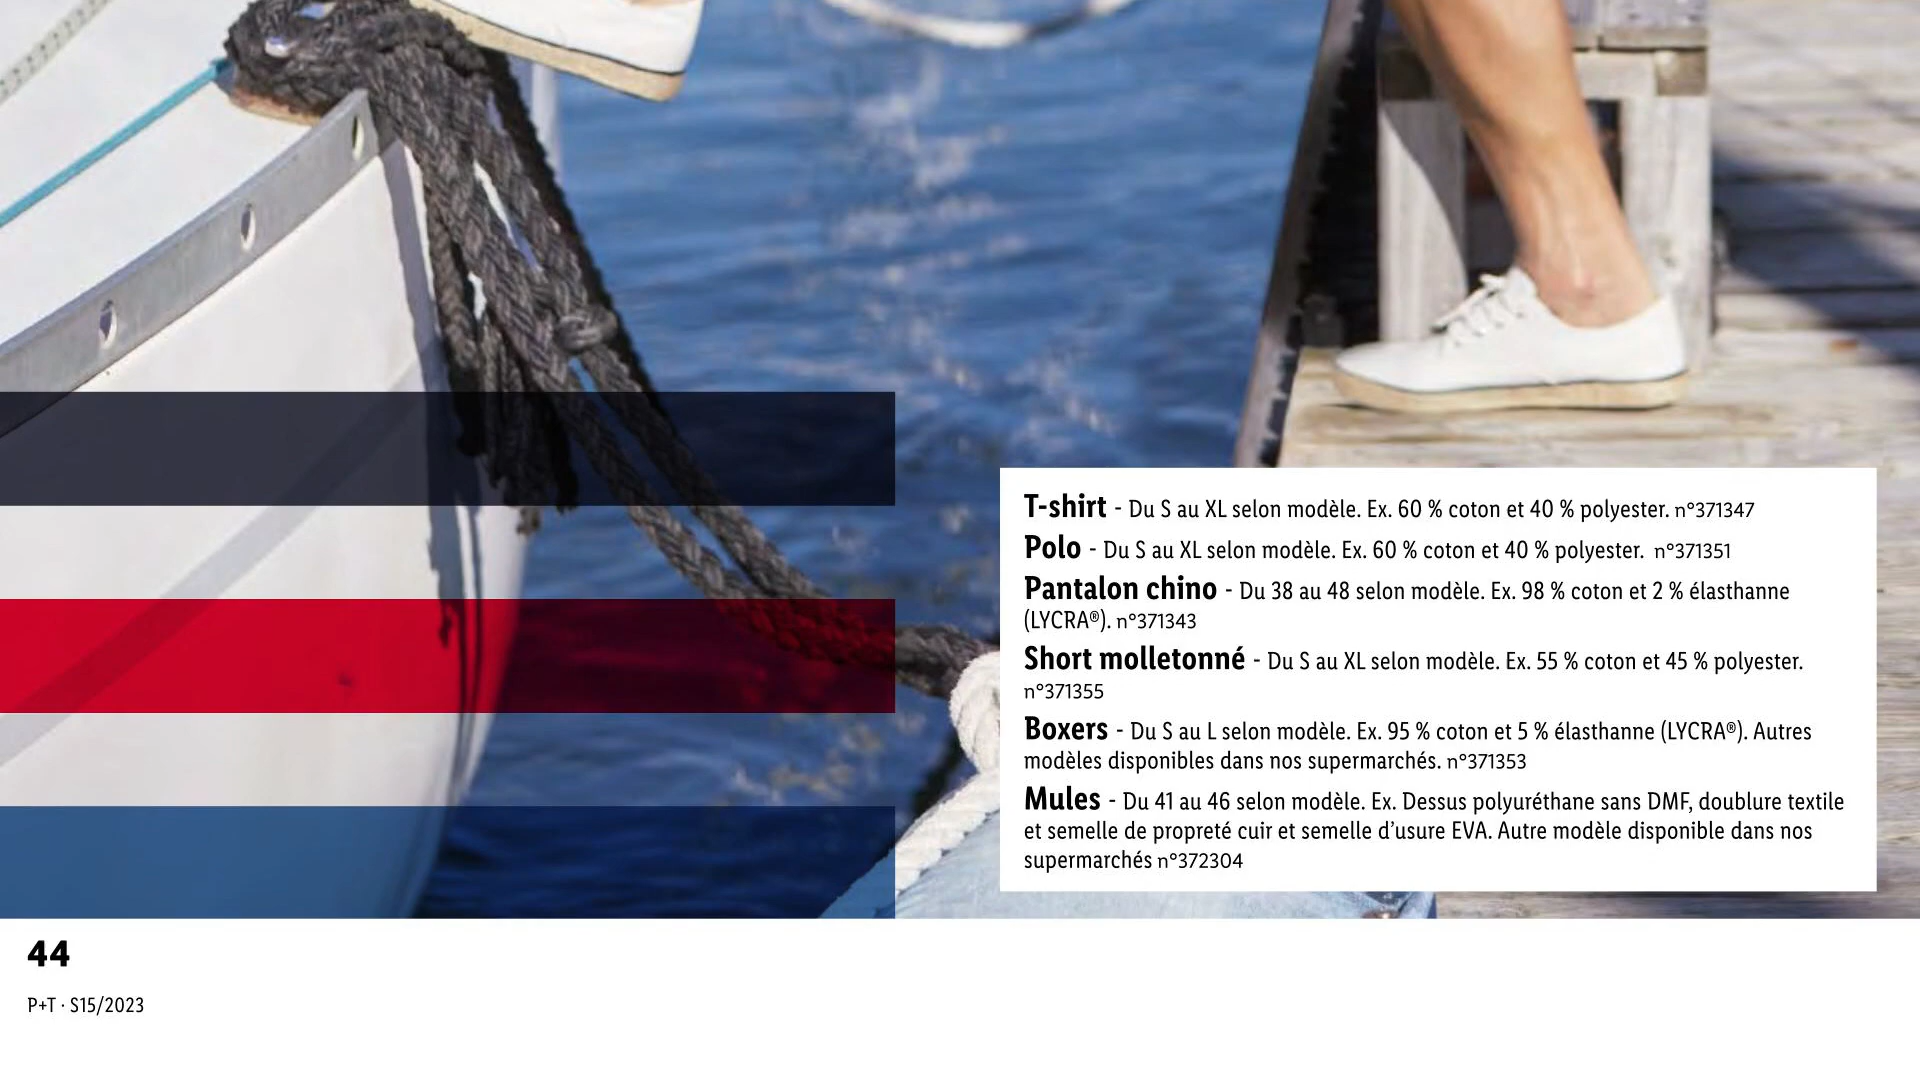 T-shirt - Du S au XL selon modèle. Ex. 60 % coton et 40 % polyester. n°371347
Polo - Du S au XL selon modèle. Ex. 60 % coton et 40 % polyester. n°371351
Pantalon chino - Du 38 au 48 selon modèle. Ex. 98 % coton et 2 % élasthanne
(LYCRA®). n°371343
Short molletonné - Du S au XL selon modèle. Ex. 55 % coton et 45 % polyester.
n°371355
Boxers - Du S au L selon modèle. Ex. 95 % coton et 5 % élasthanne (LYCRA®). Autres
modèles disponibles dans nos supermarchés. n°371353
Mules - Du 41 au 46 selon modèle. Ex. Dessus polyuréthane sans DMF, doublure textile
et semelle de propreté cuir et semelle d’usure EVA. Autre modèle disponible dans nos
supermarchés n°372304
44
P+T · S15/2023